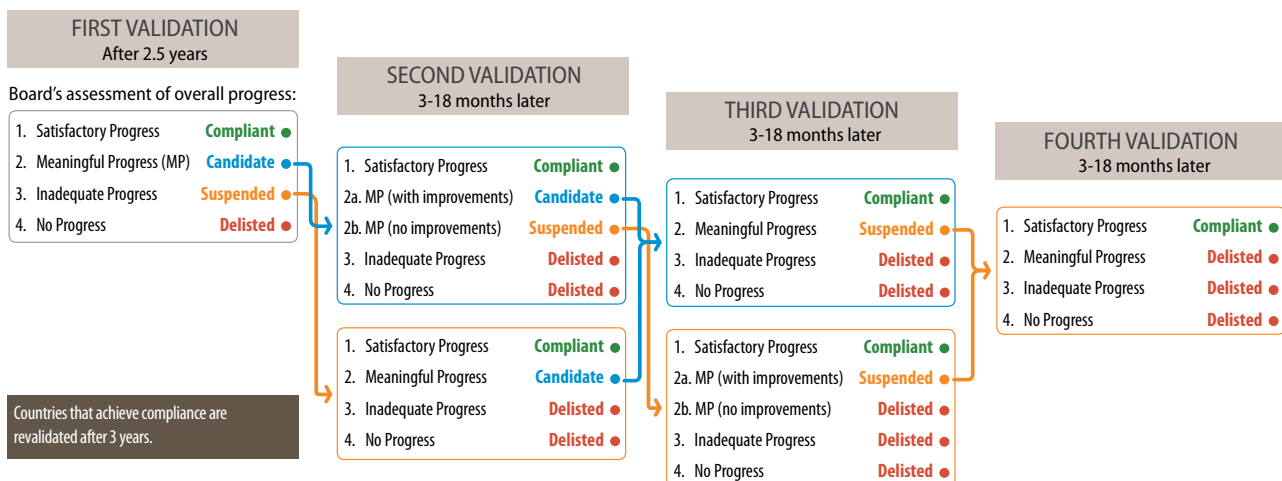 FIRST VALIDATION
After 2.5 years
Board's assessment of overall progress:
1. Satisfactory Progress Compliant
2. Meaningful Progress (MP) Candidate
3. Inadequate Progress Suspended
4. No Progress Delisted
Countries that achieve compliance are
revalidated after 3 years.
SECOND VALIDATION
3-18 months later
1. Satisfactory Progress Compliant
2a. MP (with improvements) Candidate
2b. MP (no improvements) Suspended
3. Inadequate Progress Delisted
4. No Progress Delisted
1. Satisfactory Progress Compliant
2. Meaningful Progress Candidate
3. Inadequate Progress Delisted
4. No Progress Delisted
THIRD VALIDATION
3-18 months later
1. Satisfactory Progress Compliant
2. Meaningful Progress Suspended
3. Inadequate Progress Delisted
4. No Progress Delisted
1. Satisfactory Progress Compliant
2a. MP (with improvements) Suspended
2b. MP (no improvements) Delisted
3. Inadequate Progress Delisted
4. No Progress Delisted
FOURTH VALIDATION
3-18 months later
1. Satisfactory Progress Compliant
2. Meaningful Progress Delisted
3. Inadequate Progress Delisted
4. No Progress Delisted